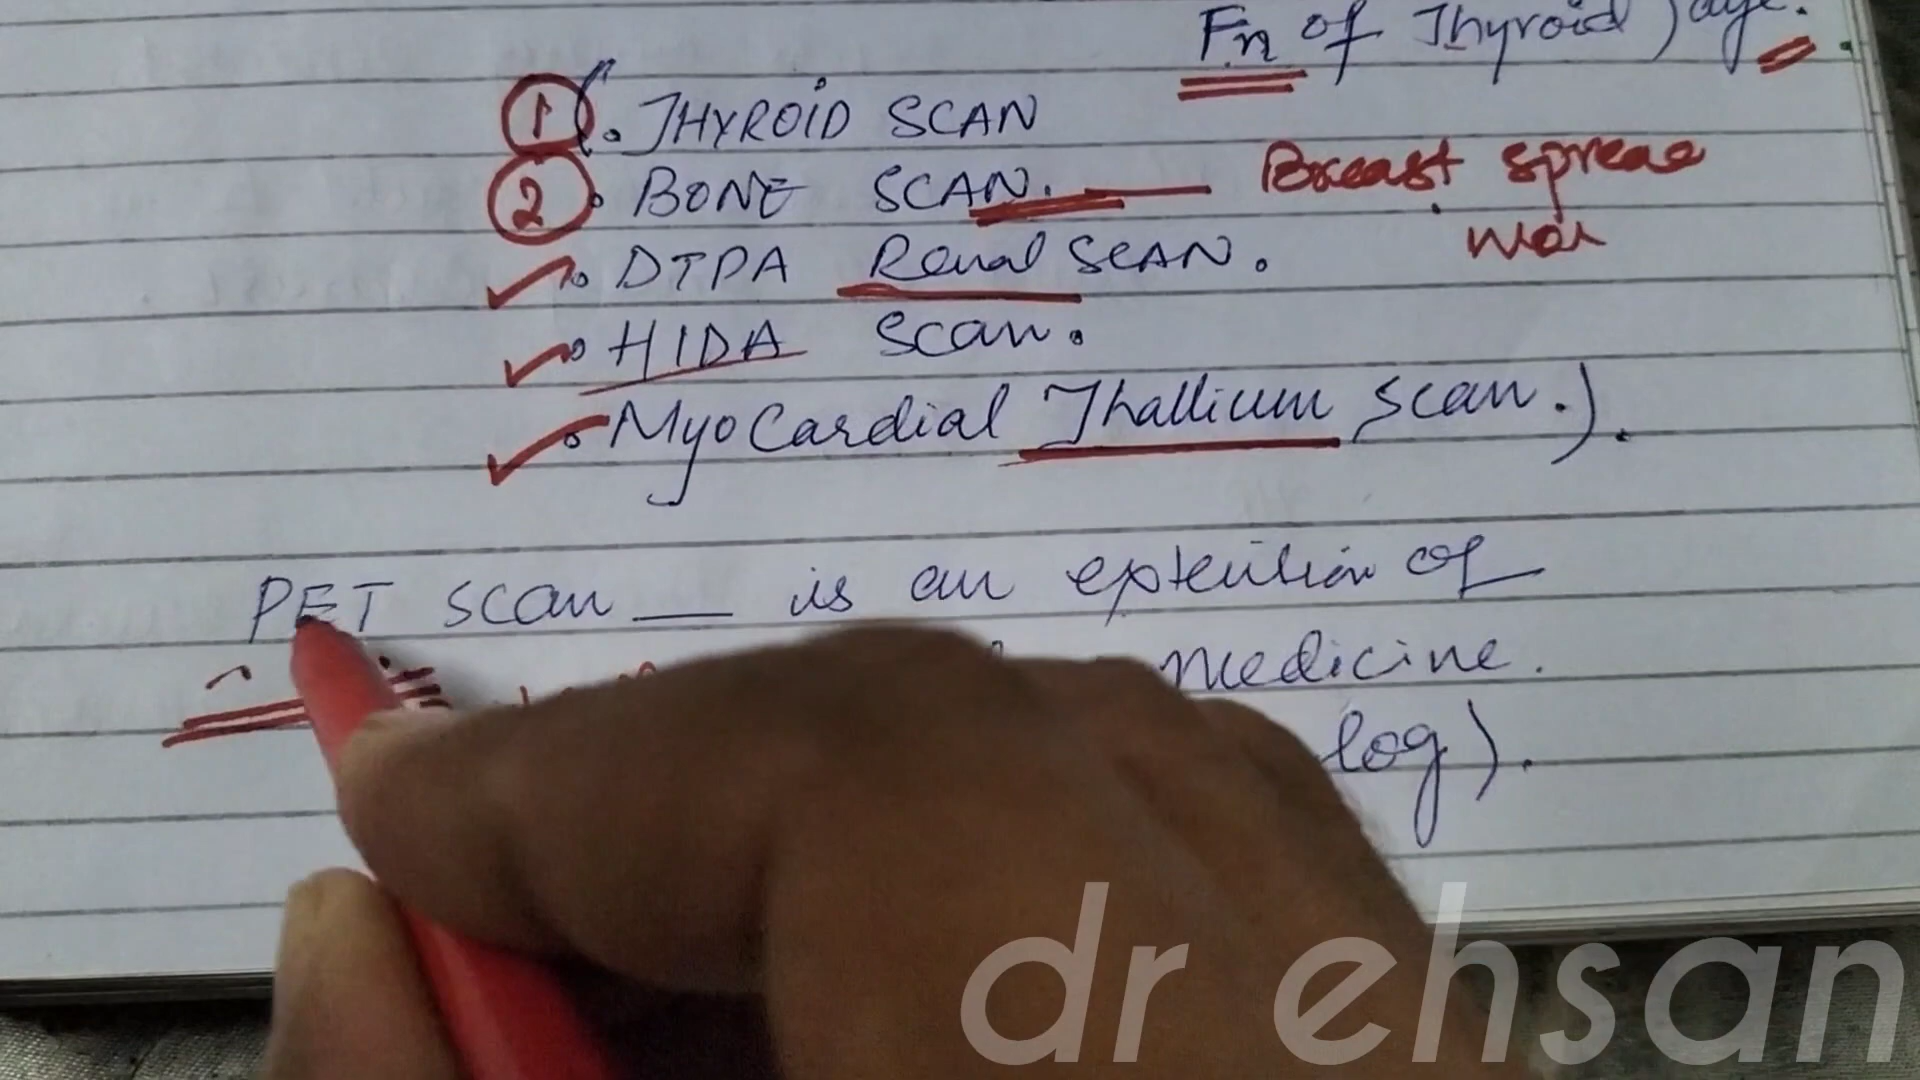 Fn of Thyroid)
1 (. THYROID SCAN
2 . BONE SCAN. — Breast spread
. DTPA Renal SCAN.
. HIDA Scan.
. MyoCardial Thallium scan.).
PET scan — is an extention of
medicine.
log).
dr ehsan